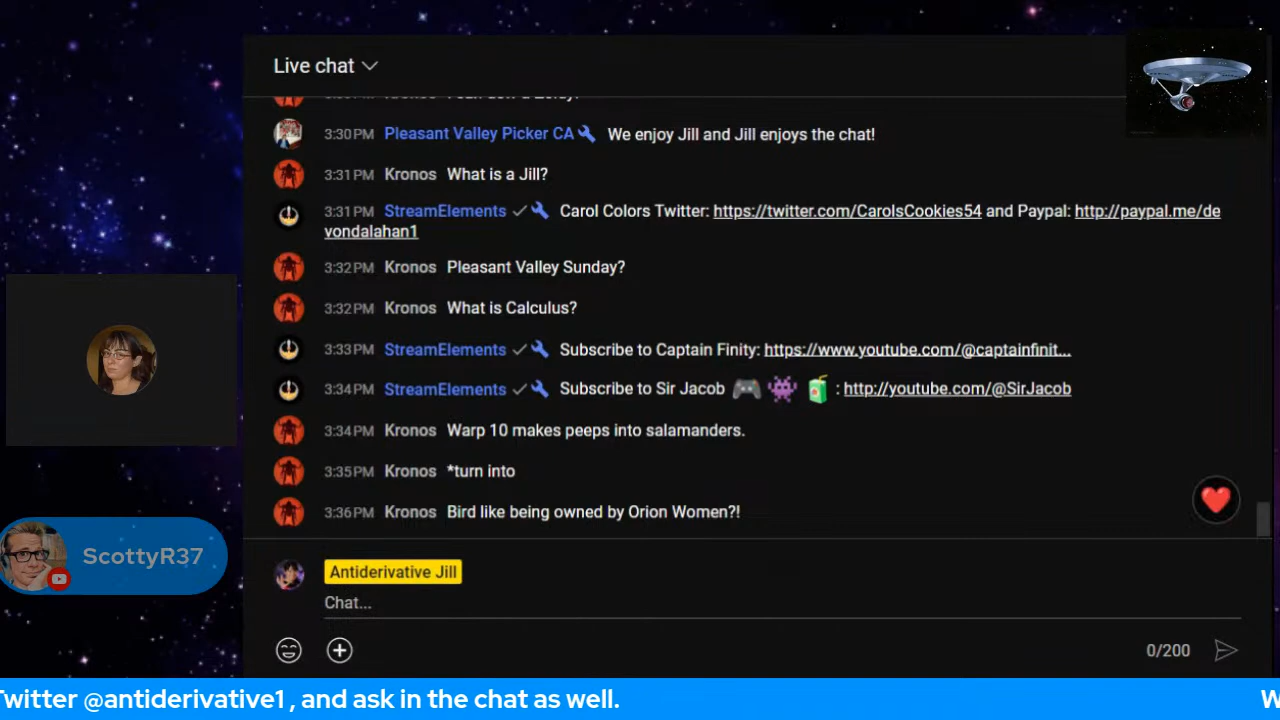 Live chat
3:30 PM Pleasant Valley Picker CA We enjoy Jill and Jill enjoys the chat!
3:31 PM Kronos What is a Jill?
3:31 PM StreamElements Carol Colors Twitter: https://twitter.com/CarolsCookies54 and Paypal: http://paypal.me/de
vondalahan1
3:32 PM Kronos Pleasant Valley Sunday?
3:32 PM Kronos What is Calculus?
3:33 PM StreamElements Subscribe to Captain Finity: https://www.youtube.com/@captainfinit...
3:34 PM StreamElements Subscribe to Sir Jacob 🎮 👾 🧃 : http://youtube.com/@SirJacob
3:34 PM Kronos Warp 10 makes peeps into salamanders.
3:35 PM Kronos *turn into
3:36 PM Kronos Bird like being owned by Orion Women?!
ScottyR37
Antiderivative Jill
Chat...
0/200
Twitter @antiderivative1 , and ask in the chat as well. W